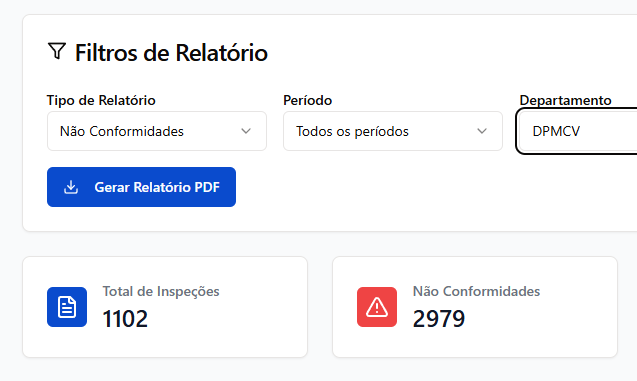 Filtros de Relatório
Tipo de Relatório
Período
Departamento
Não Conformidades
Todos os períodos
DPMCV
Gerar Relatório PDF
Total de Inspeções
1102
Não Conformidades
2979